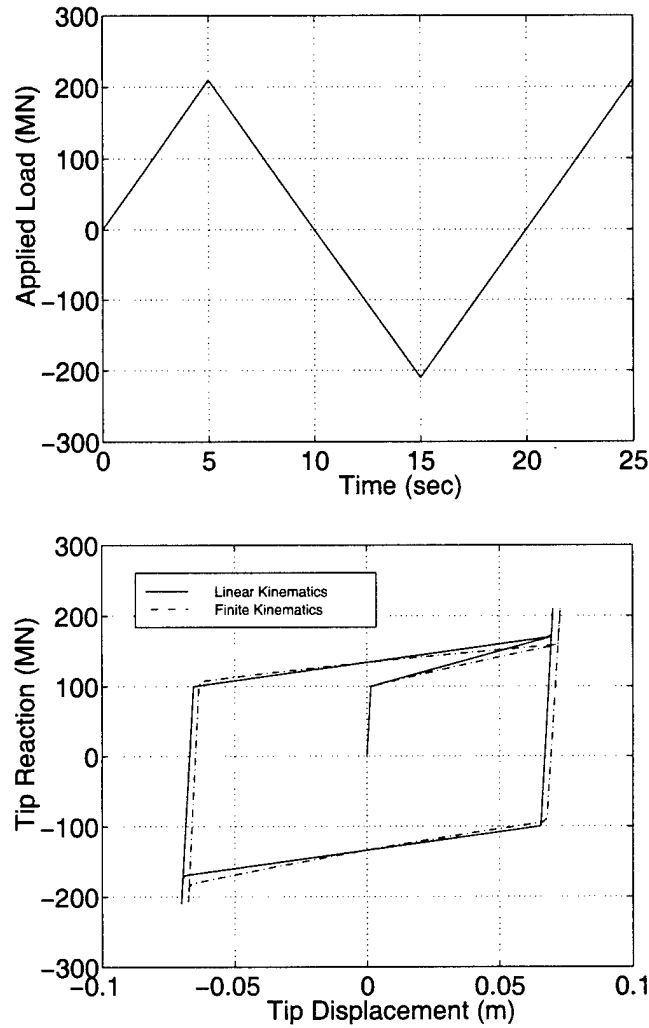 Applied Load (MN)
300
200
100
0
−100
−200
−300
0 5 10 15 20 25
Time (sec)
Tip Reaction (MN)
300
200
100
0
−100
−200
−300
Linear Kinematics
Finite Kinematics
−0.1 −0.05 0 0.05 0.1
Tip Displacement (m)